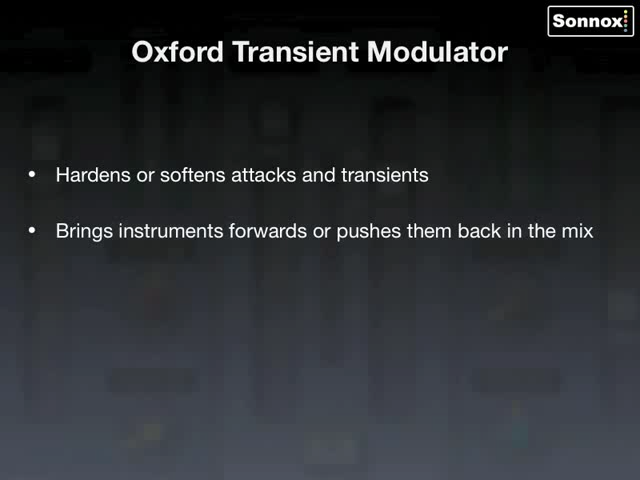 Sonnox
Oxford Transient Modulator
• Hardens or softens attacks and transients
• Brings instruments forwards or pushes them back in the mix